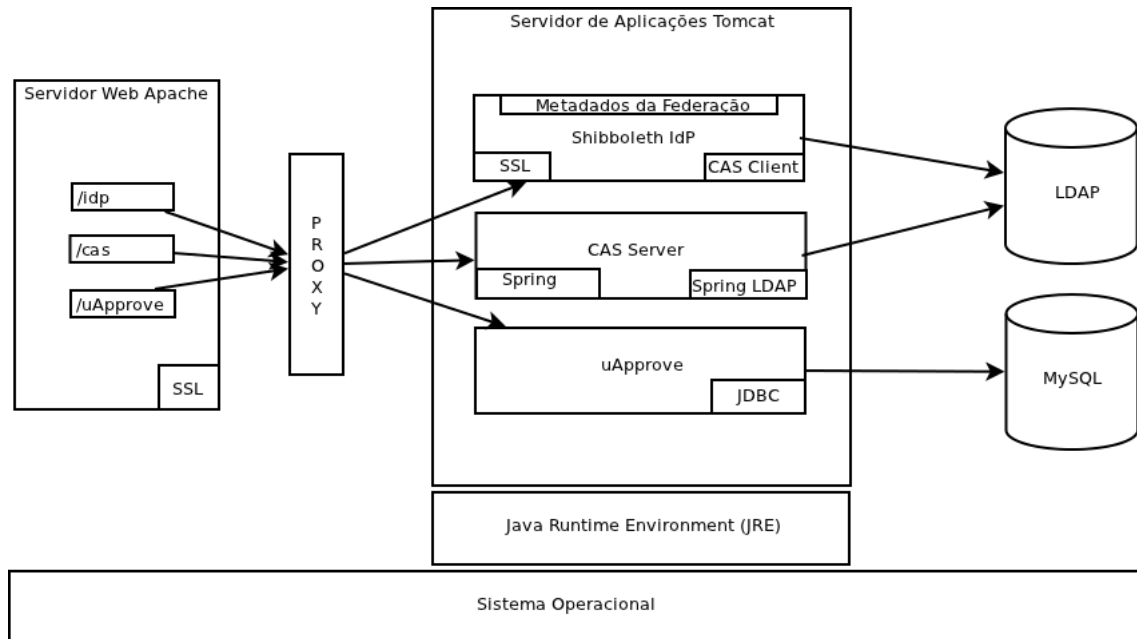 Servidor de Aplicações Tomcat
Servidor Web Apache
/idp
/cas
/uApprove
SSL
P
R
O
X
Y
Metadados da Federação
Shibboleth IdP
SSL
CAS Client
CAS Server
Spring
Spring LDAP
uApprove
JDBC
LDAP
MySQL
Java Runtime Environment (JRE)
Sistema Operacional